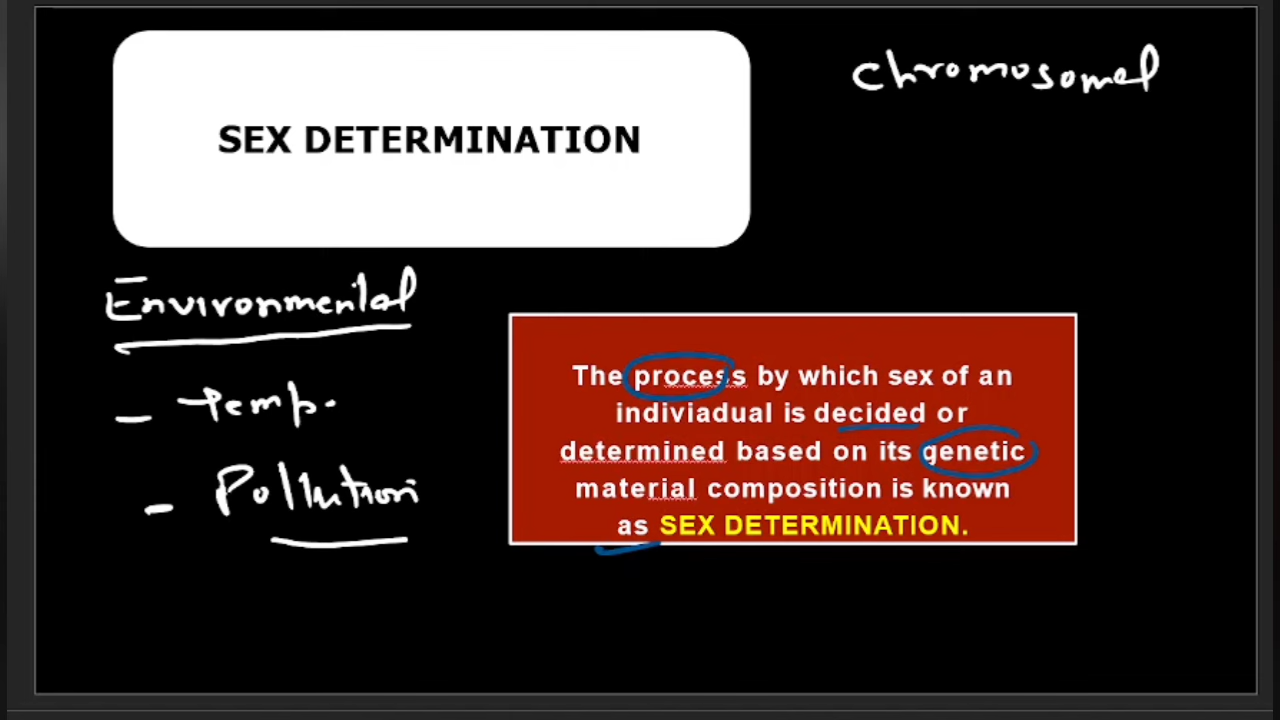 SEX DETERMINATION
Chromosomal
Environmental
- temp.
- Pollution
The process by which sex of an
indiviadual is decided or
determined based on its genetic
material composition is known
as SEX DETERMINATION.